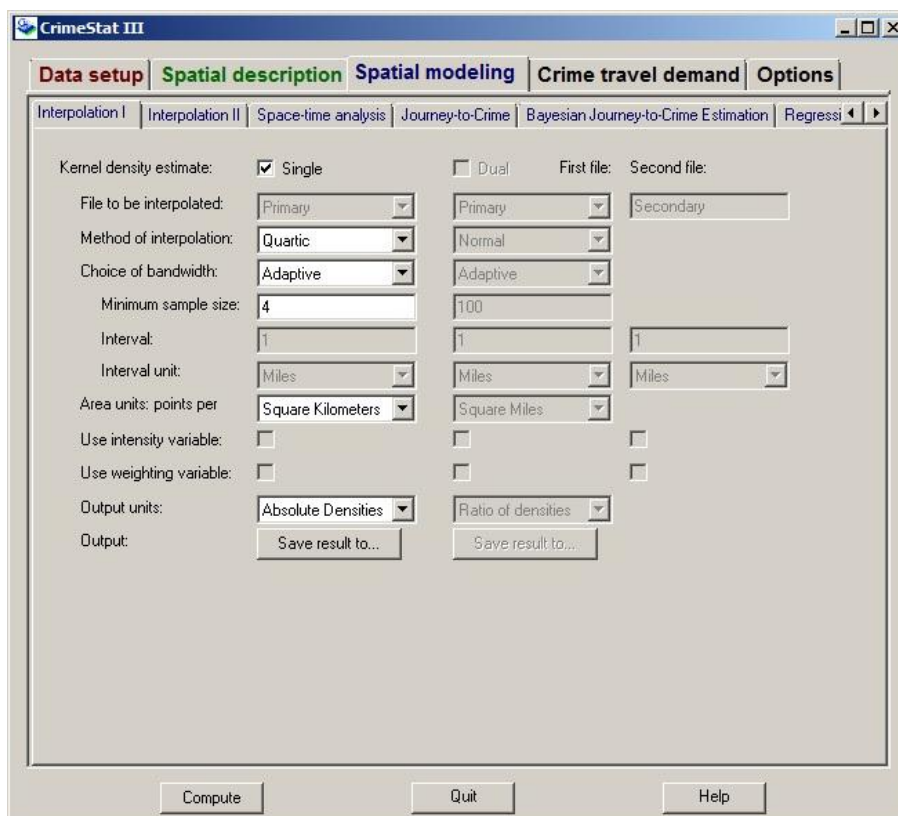 CrimeStat III
Data setup Spatial description Spatial modeling Crime travel demand Options
Interpolation I Interpolation II Space-time analysis Journey-to-Crime Bayesian Journey-to-Crime Estimation Regressi
Kernel density estimate: Single Dual First file: Second file:
File to be interpolated: Primary Primary Secondary
Method of interpolation: Quartic Normal
Choice of bandwidth: Adaptive Adaptive
Minimum sample size: 4 100
Interval: 1 1 1
Interval unit: Miles Miles Miles
Area units: points per Square Kilometers Square Miles
Use intensity variable:
Use weighting variable:
Output units: Absolute Densities Ratio of densities
Output: Save result to... Save result to...
Compute Quit Help